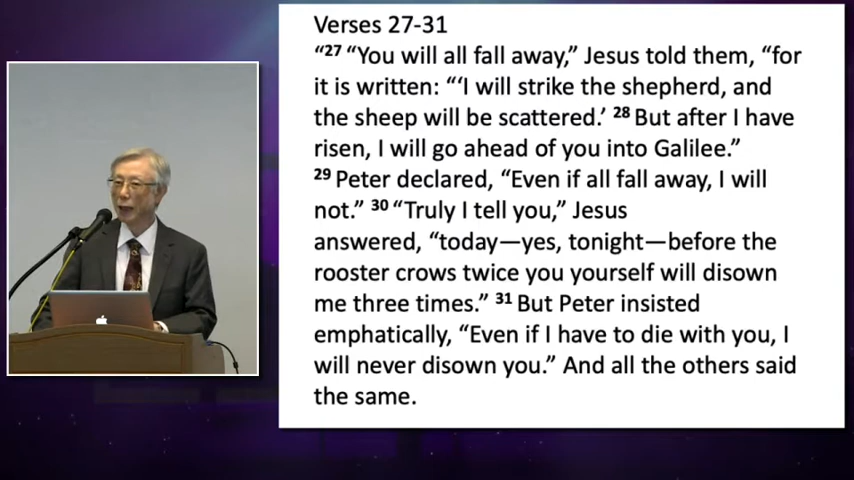 Verses 27-31
“27 “You will all fall away,” Jesus told them, “for
it is written: “‘I will strike the shepherd, and
the sheep will be scattered.’ 28 But after I have
risen, I will go ahead of you into Galilee.”
29 Peter declared, “Even if all fall away, I will
not.” 30 “Truly I tell you,” Jesus
answered, “today—yes, tonight—before the
rooster crows twice you yourself will disown
me three times.” 31 But Peter insisted
emphatically, “Even if I have to die with you, I
will never disown you.” And all the others said
the same.